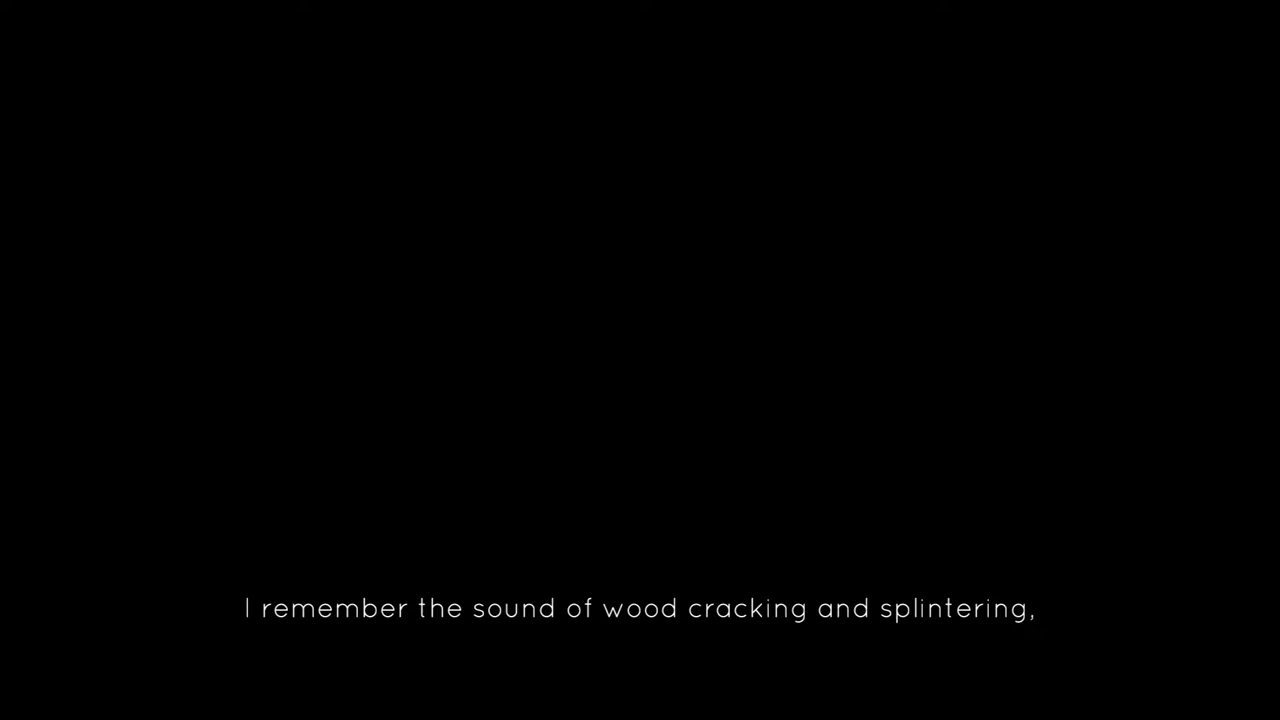 I remember the sound of wood cracking and splintering,